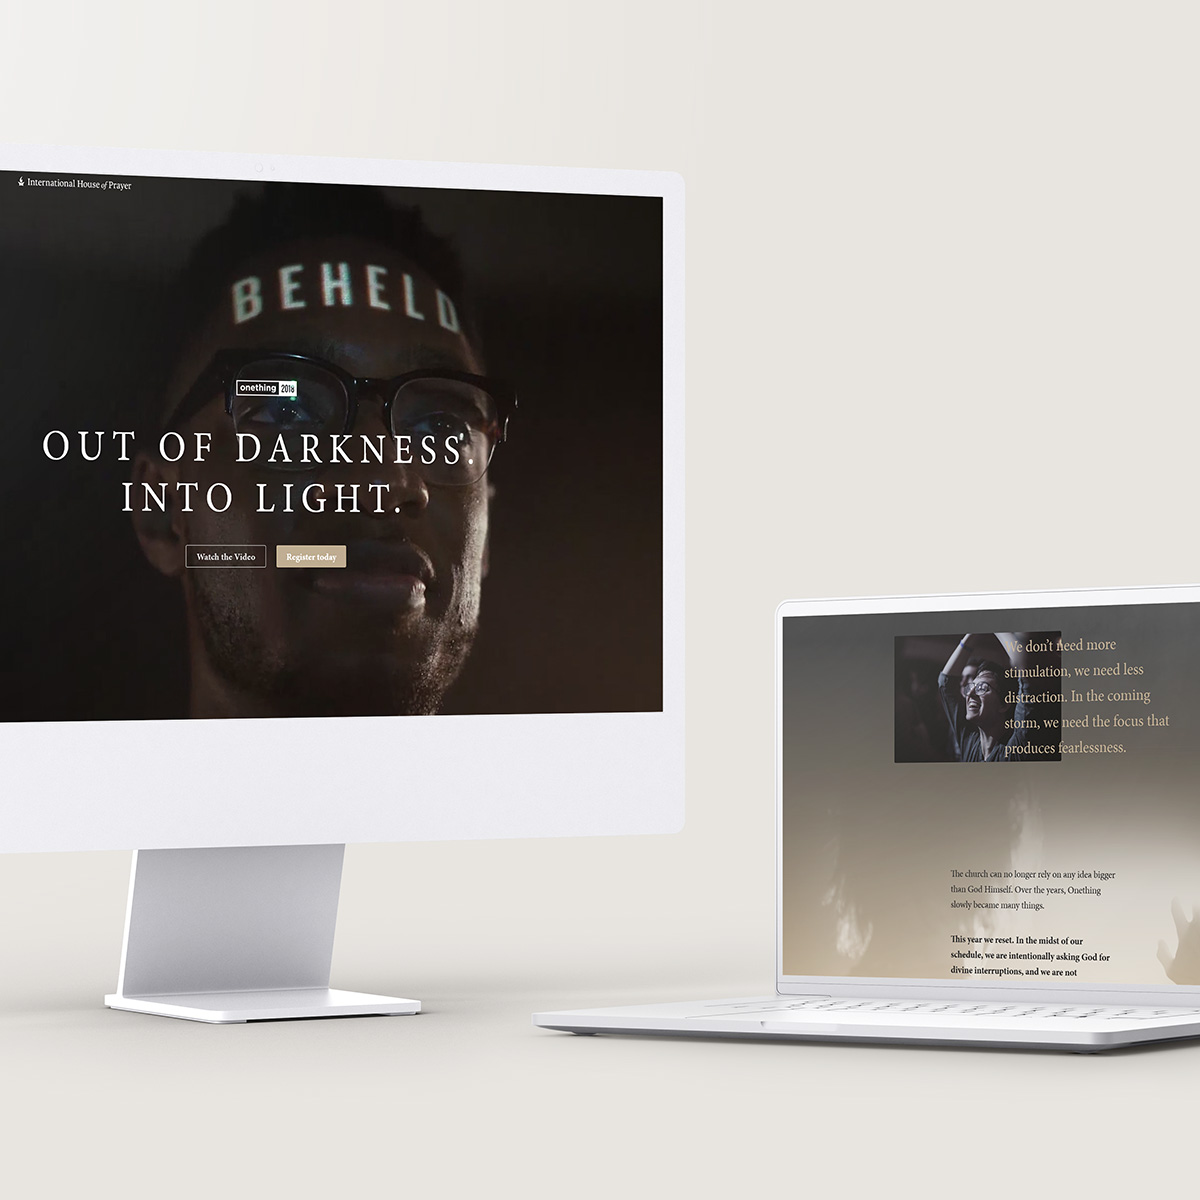 International House of Prayer
BEHELD
onething 2018
OUT OF DARKNESS.
INTO LIGHT.
Watch the Video
Register today
We don't need more
stimulation, we need less
distraction. In the coming
storm, we need the focus that
produces fearlessness.
The church can no longer rely on any idea bigger
than God Himself. Over the years, Onething
slowly became many things.
This year we reset. In the midst of our
schedule, we are intentionally asking God for
divine interruptions, and we are not